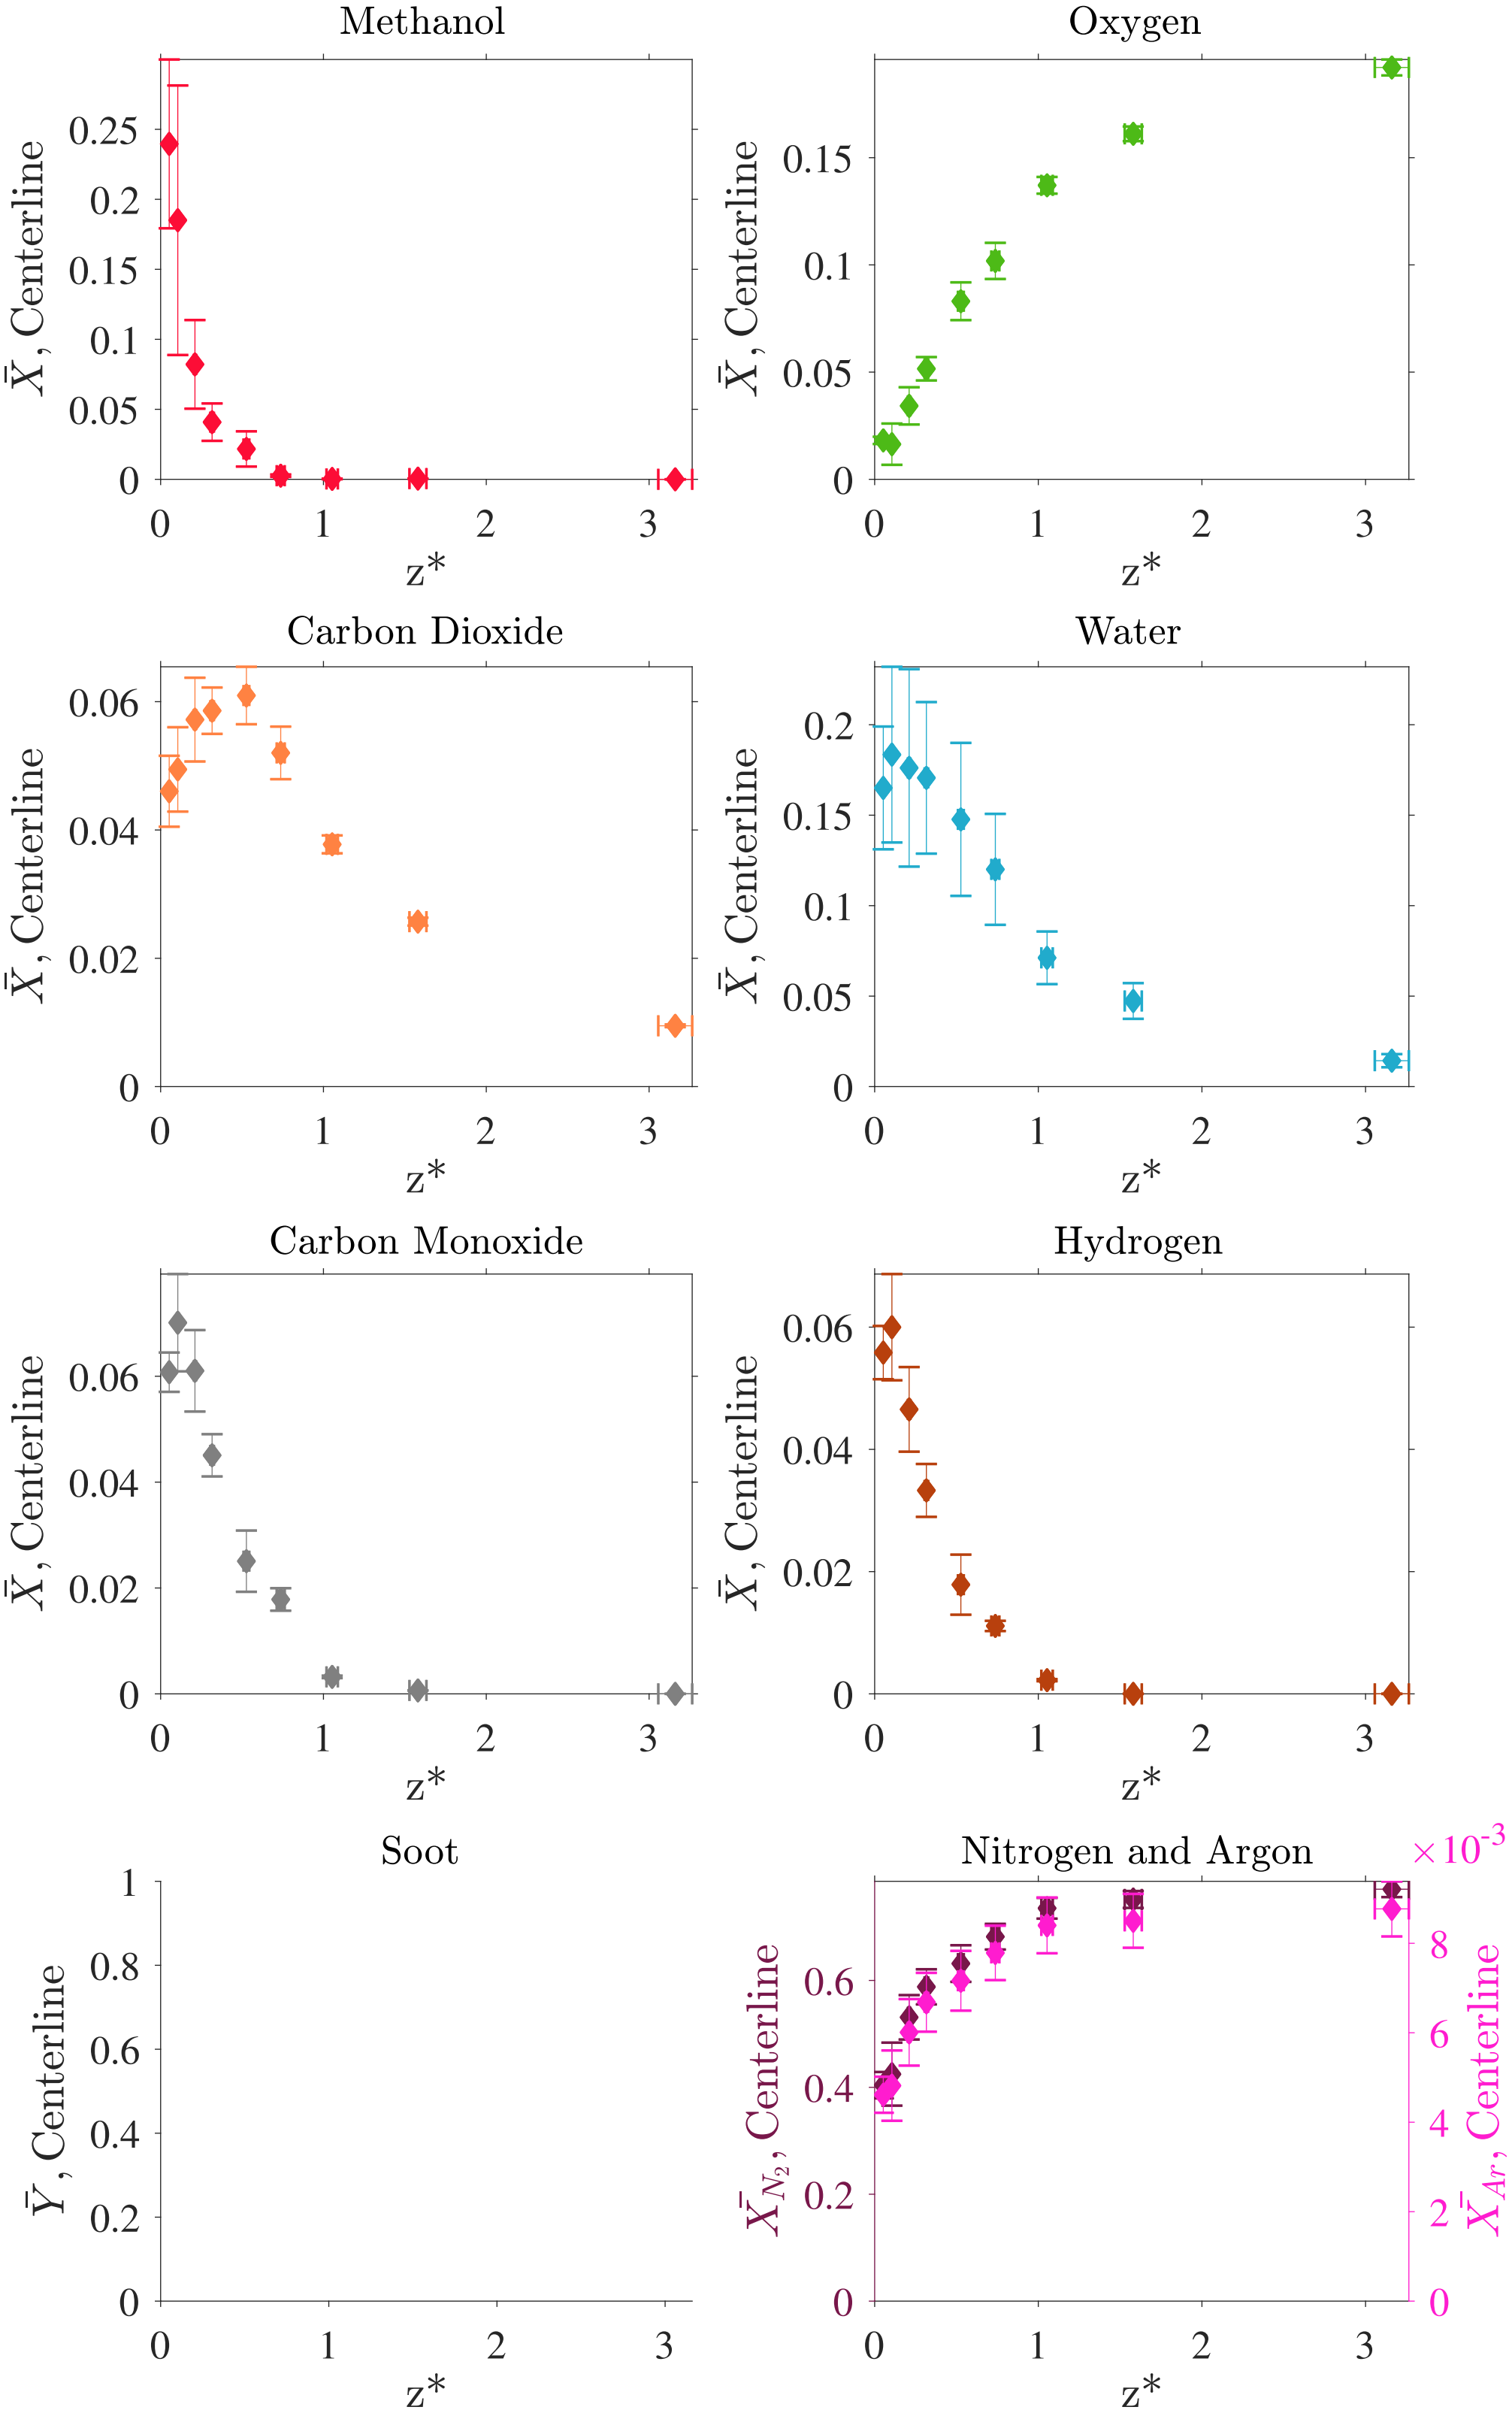 Methanol
X̄, Centerline
0.25
0.2
0.15
0.1
0.05
0
0 1 2 3
z*
Oxygen
X̄, Centerline
0.15
0.1
0.05
0
0 1 2 3
z*
Carbon Dioxide
X̄, Centerline
0.06
0.04
0.02
0
0 1 2 3
z*
Water
X̄, Centerline
0.2
0.15
0.1
0.05
0
0 1 2 3
z*
Carbon Monoxide
X̄, Centerline
0.06
0.04
0.02
0
0 1 2 3
z*
Hydrogen
X̄, Centerline
0.06
0.04
0.02
0
0 1 2 3
z*
Soot
Ȳ, Centerline
1
0.8
0.6
0.4
0.2
0
0 1 2 3
z*
Nitrogen and Argon
X̄N₂, Centerline
0.6
0.4
0.2
0
×10⁻³
8
6
4
2
0
X̄Ar, Centerline
0 1 2 3
z*